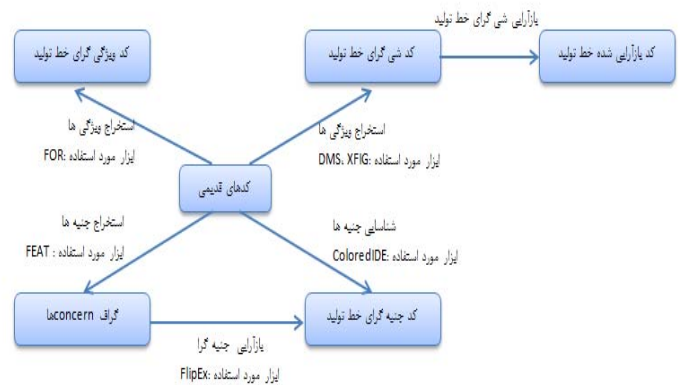 بازآرایی شی گرای خط تولید
کد ویژگی گرای خط تولید
کد شی گرای خط تولید
کد بازآرایی شده خط تولید
استخراج ویژگی ها
ابزار مورد استفاده :FOR
استخراج ویژگی ها
ابزار مورد استفاده :DMS، XFIG
کدهای قدیمی
استخراج جنبه ها
ابزار مورد استفاده : FEAT
شناسایی جنبه ها
ابزار مورد استفاده :ColoredIDE
گراف concernها
کد جنبه گرای خط تولید
بازآرایی جنبه گرا
ابزار مورد استفاده :FlipEx